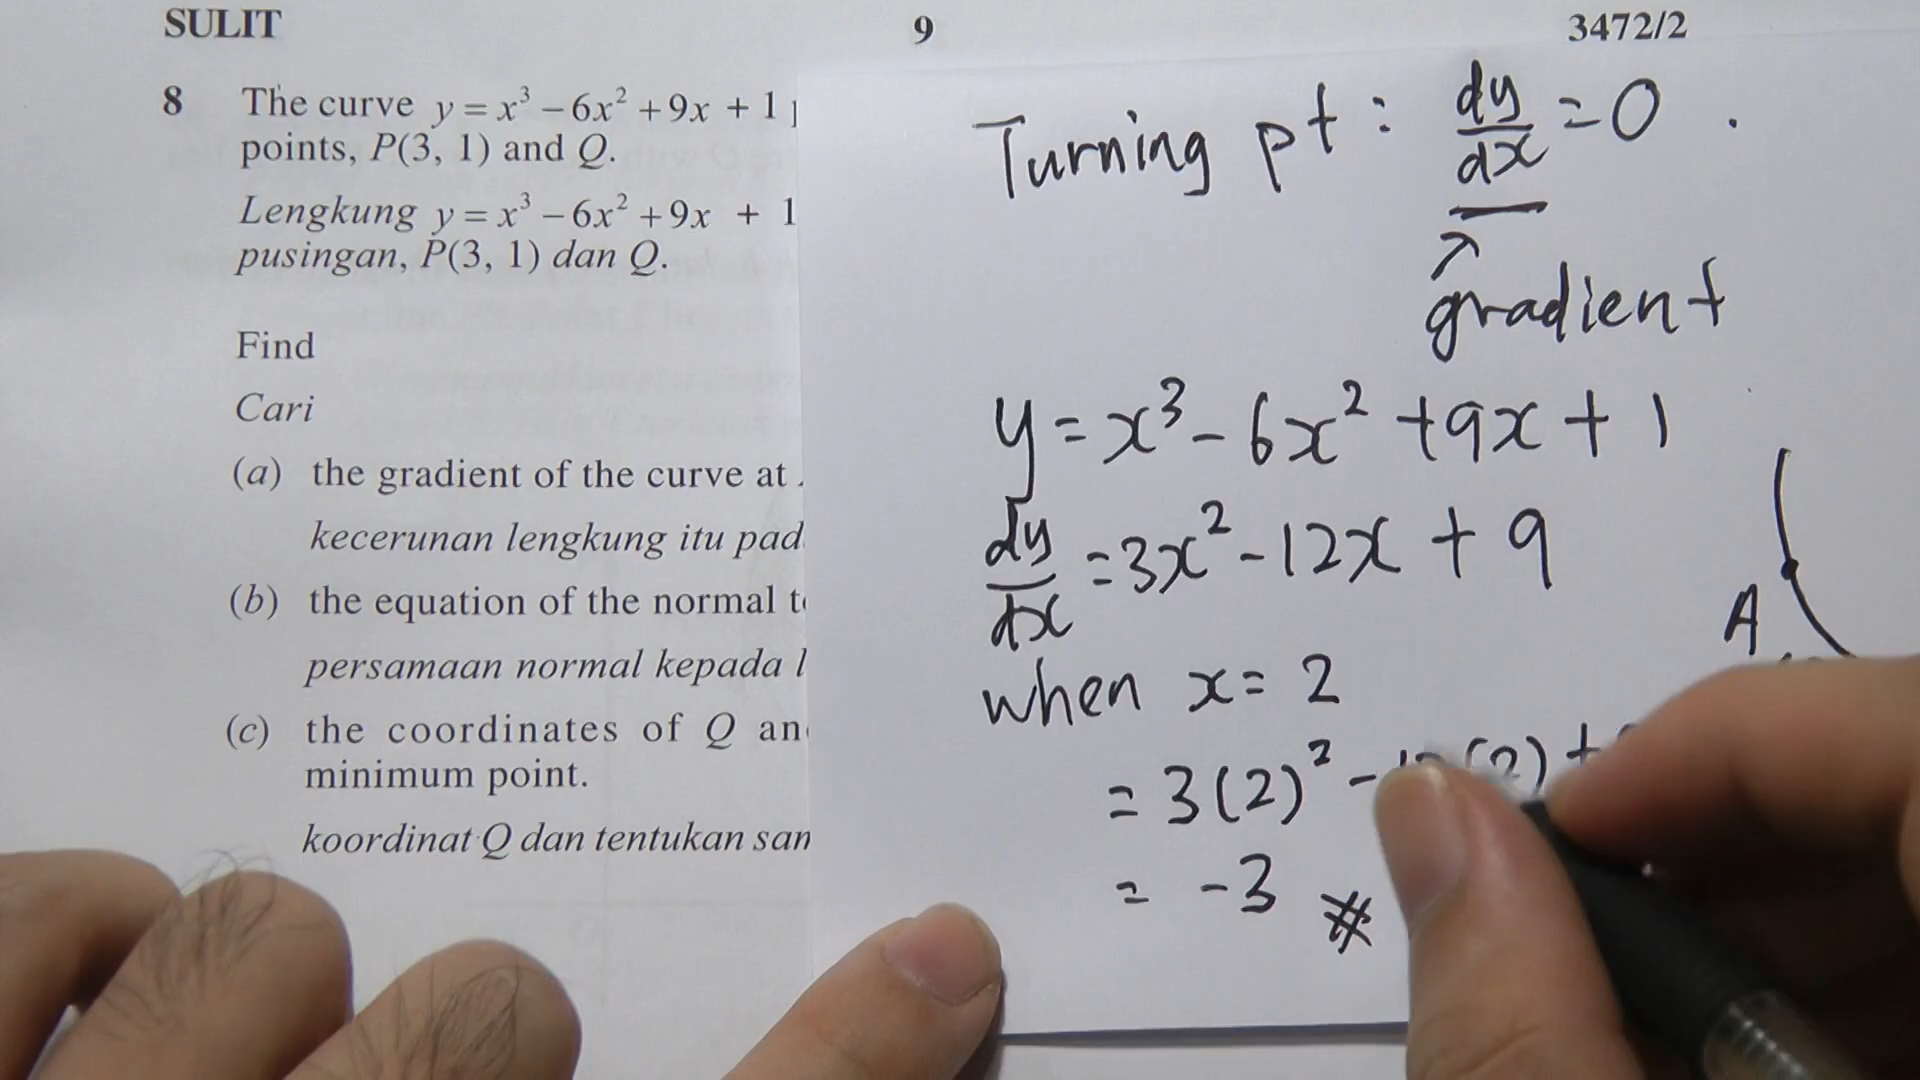 SULIT 9 3472/2
8 The curve y = x³ – 6x² + 9x + 1
points, P(3, 1) and Q.
Lengkung y = x³ – 6x² + 9x + 1
pusingan, P(3, 1) dan Q.
Find
Cari
(a) the gradient of the curve at
kecerunan lengkung itu
(b) the equation of the normal
persamaan normal kepada
(c) the coordinates of Q
minimum point.
koordinat Q dan tentukan
Turning pt : dy/dx = 0 .
gradient
y = x³ - 6x² + 9x + 1
dy/dx = 3x² - 12x + 9
A
when x = 2
= 3(2)² - (2) +
= -3 #